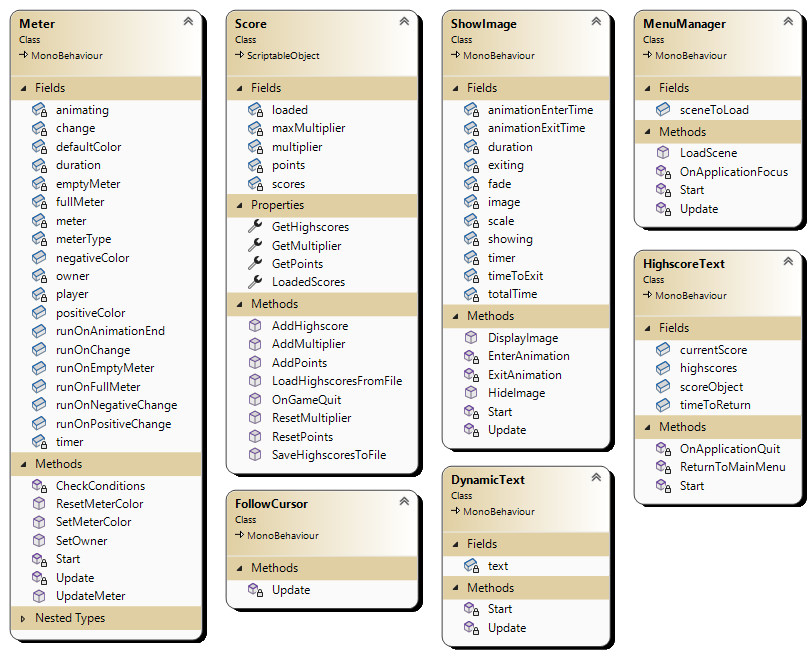 Meter
Class
MonoBehaviour
Fields
animating
change
defaultColor
duration
emptyMeter
fullMeter
meter
meterType
negativeColor
owner
player
positiveColor
runOnAnimationEnd
runOnChange
runOnEmptyMeter
runOnFullMeter
runOnNegativeChange
runOnPositiveChange
timer
Methods
CheckConditions
ResetMeterColor
SetMeterColor
SetOwner
Start
Update
UpdateMeter
Nested Types
Score
Class
ScriptableObject
Fields
loaded
maxMultiplier
multiplier
points
scores
Properties
GetHighscores
GetMultiplier
GetPoints
LoadedScores
Methods
AddHighscore
AddMultiplier
AddPoints
LoadHighscoresFromFile
OnGameQuit
ResetMultiplier
ResetPoints
SaveHighscoresToFile
FollowCursor
Class
MonoBehaviour
Methods
Update
ShowImage
Class
MonoBehaviour
Fields
animationEnterTime
animationExitTime
duration
exiting
fade
image
scale
showing
timer
timeToExit
totalTime
Methods
DisplayImage
EnterAnimation
ExitAnimation
HideImage
Start
Update
DynamicText
Class
MonoBehaviour
Fields
text
Methods
Start
Update
MenuManager
Class
MonoBehaviour
Fields
sceneToLoad
Methods
LoadScene
OnApplicationFocus
Start
Update
HighscoreText
Class
MonoBehaviour
Fields
currentScore
highscores
scoreObject
timeToReturn
Methods
OnApplicationQuit
ReturnToMainMenu
Start